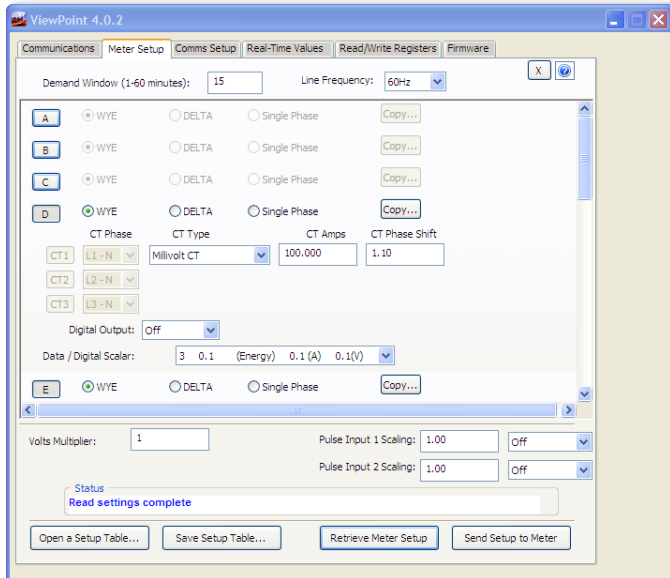 ViewPoint 4.0.2
Communications Meter Setup Comms Setup Real-Time Values Read/Write Registers Firmware
Demand Window (1-60 minutes): 15 Line Frequency: 60Hz X
A WYE DELTA Single Phase Copy...
B WYE DELTA Single Phase Copy...
C WYE DELTA Single Phase Copy...
D WYE DELTA Single Phase Copy...
CT Phase CT Type CT Amps CT Phase Shift
CT1 L1 - N Millivolt CT 100.000 1.10
CT2 L2 - N
CT3 L3 - N
Digital Output: Off
Data / Digital Scalar: 3 0.1 (Energy) 0.1 (A) 0.1(V)
E WYE DELTA Single Phase Copy...
Volts Multiplier: 1 Pulse Input 1 Scaling: 1.00 Off
Pulse Input 2 Scaling: 1.00 Off
Status
Read settings complete
Open a Setup Table... Save Setup Table... Retrieve Meter Setup Send Setup to Meter